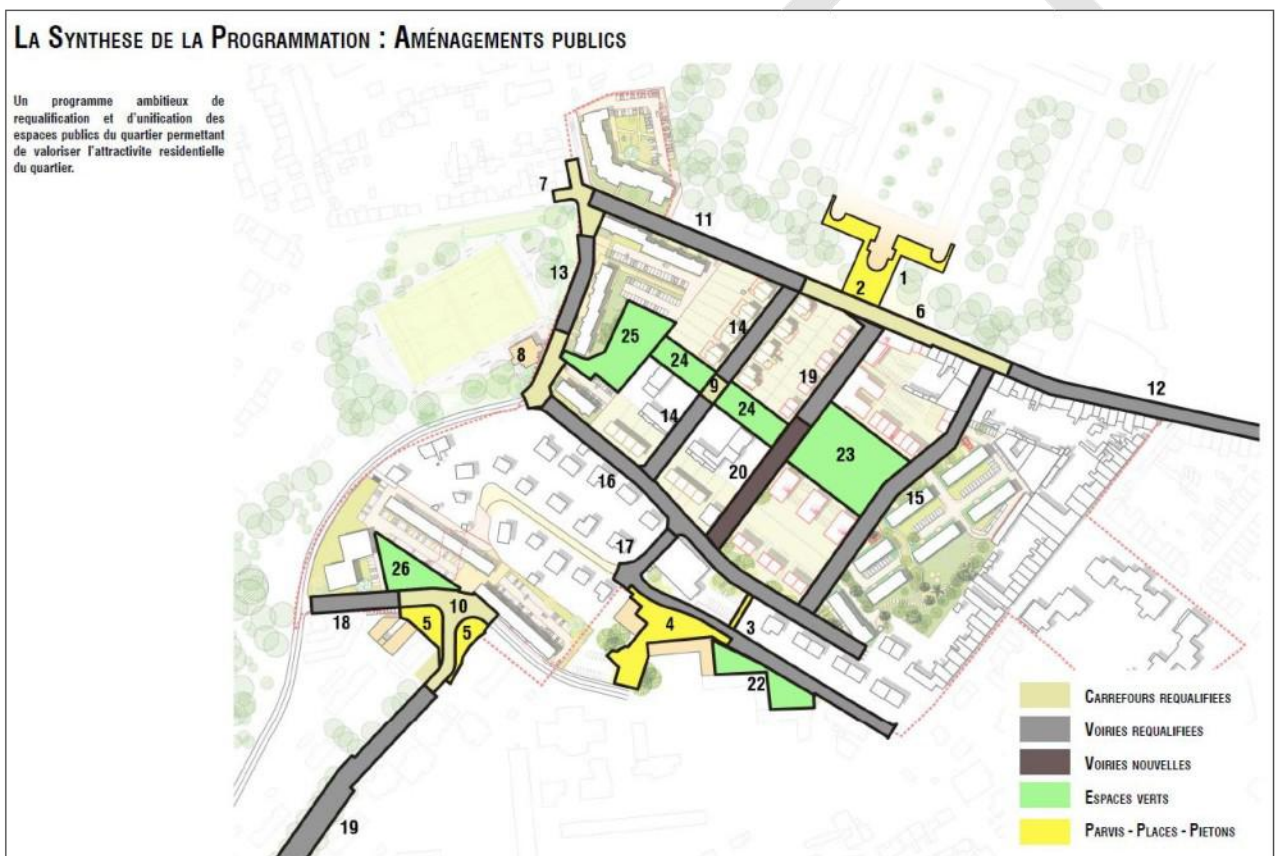 LA SYNTHESE DE LA PROGRAMMATION : AMÉNAGEMENTS PUBLICS
Un programme ambitieux de
requalification et d'unification des
espaces publics du quartier permettant
de valoriser l'attractivite residentielle
du quartier.
7
11
1
2
13
6
25
14
8
24
19
12
9
24
14
23
20
16
15
17
26
10
18
5
5
4
3
22
19
CARREFOURS REQUALIFIEES
VOIRIES REQUALIFIEES
VOIRIES NOUVELLES
ESPACES VERTS
PARVIS - PLACES - PIETONS